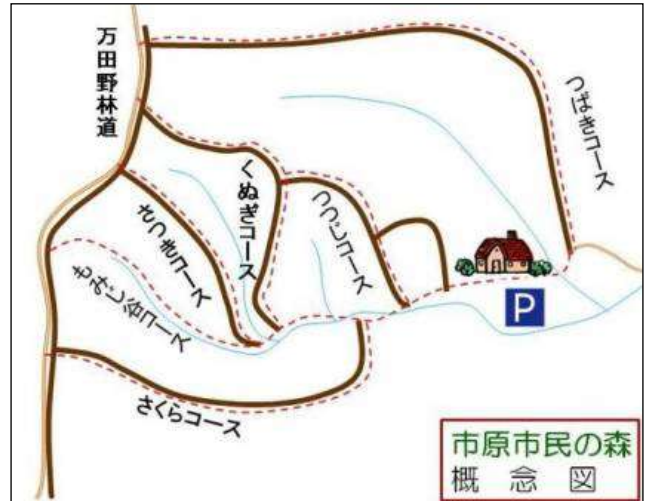 万田野林道
つばきコース
くぬぎコース
つつじコース
さつきコース
もみじ谷コース
さくらコース
P
市原市民の森
概念図